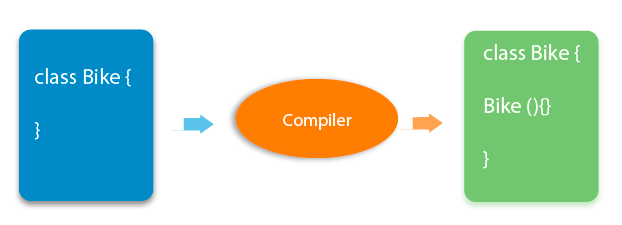 class Bike {
}
Compiler
class Bike {
Bike (){}
}